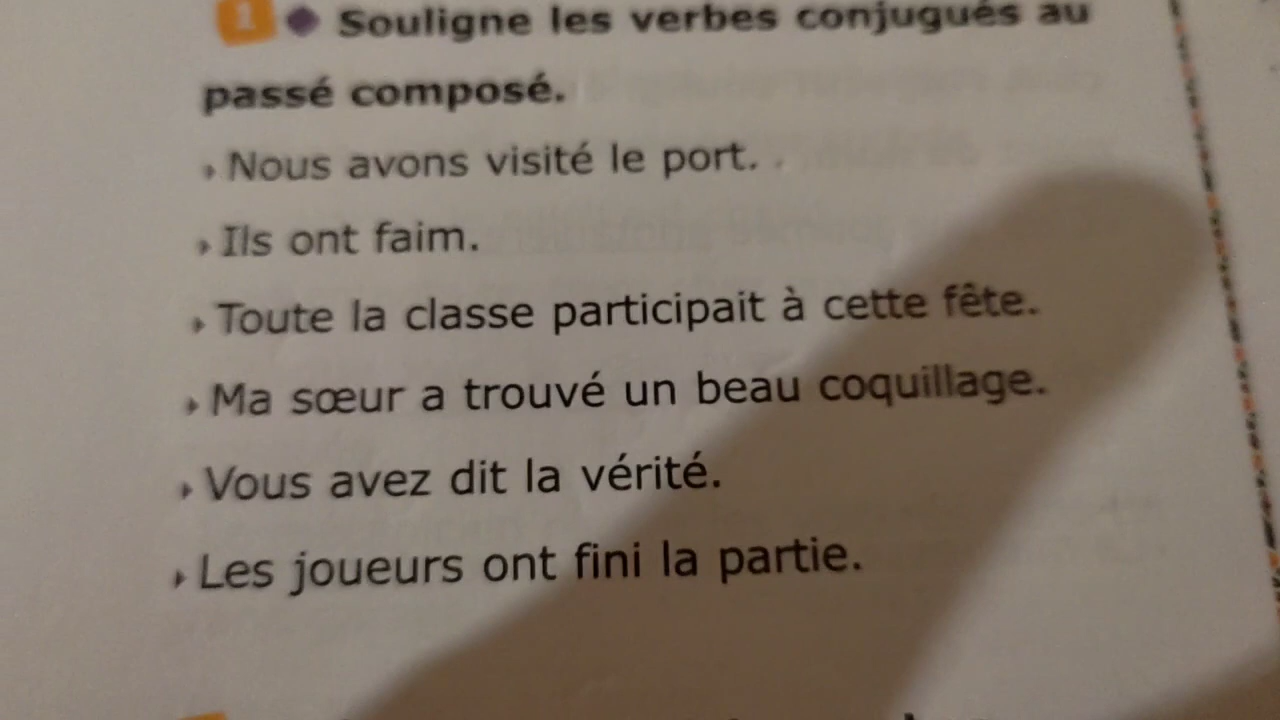 1 Souligne les verbes conjugués au
passé composé.
Nous avons visité le port.
Ils ont faim.
Toute la classe participait à cette fête.
Ma sœur a trouvé un beau coquillage.
Vous avez dit la vérité.
Les joueurs ont fini la partie.